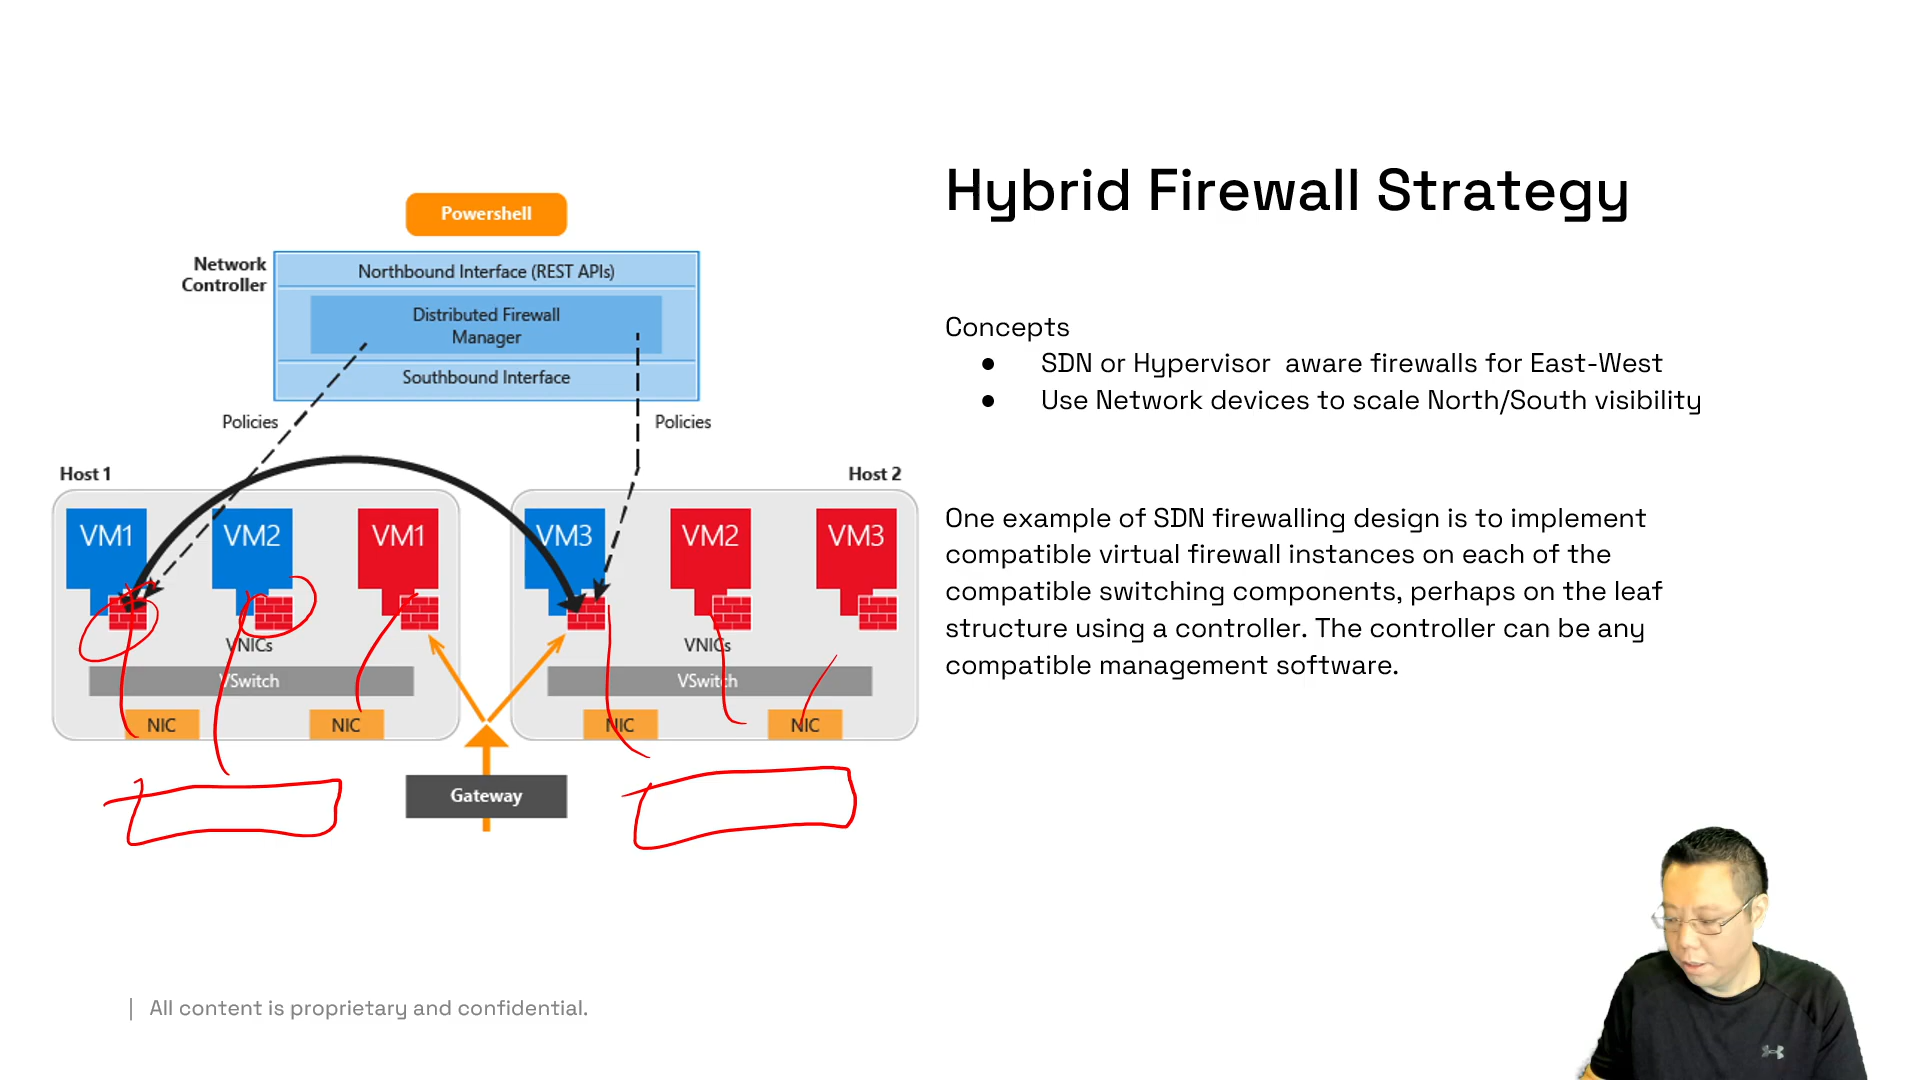 Hybrid Firewall Strategy
Powershell
Network
Controller
Northbound Interface (REST APIs)
Distributed Firewall
Manager
Southbound Interface
Policies
Policies
Host 1
Host 2
VM1
VM2
VM1
VM3
VM2
VM3
VNICs
VNICs
VSwitch
VSwitch
NIC
NIC
NIC
NIC
Gateway
Concepts
● SDN or Hypervisor aware firewalls for East-West
● Use Network devices to scale North/South visibility
One example of SDN firewalling design is to implement
compatible virtual firewall instances on each of the
compatible switching components, perhaps on the leaf
structure using a controller. The controller can be any
compatible management software.
| All content is proprietary and confidential.